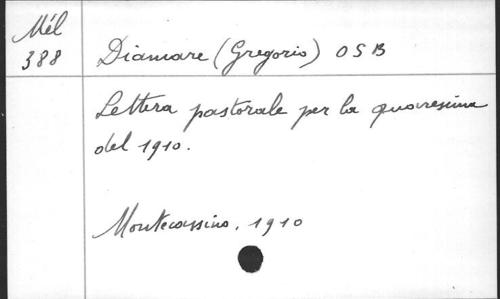 Mél
388
Diamare (Gregorio) OSB
Lettera pastorale per la quaresima
del 1910.
Montecassino, 1910